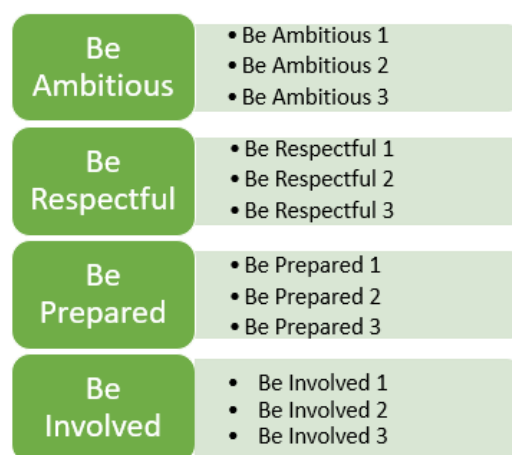 Be
Ambitious
• Be Ambitious 1
• Be Ambitious 2
• Be Ambitious 3
Be
Respectful
• Be Respectful 1
• Be Respectful 2
• Be Respectful 3
Be
Prepared
• Be Prepared 1
• Be Prepared 2
• Be Prepared 3
Be
Involved
• Be Involved 1
• Be Involved 2
• Be Involved 3